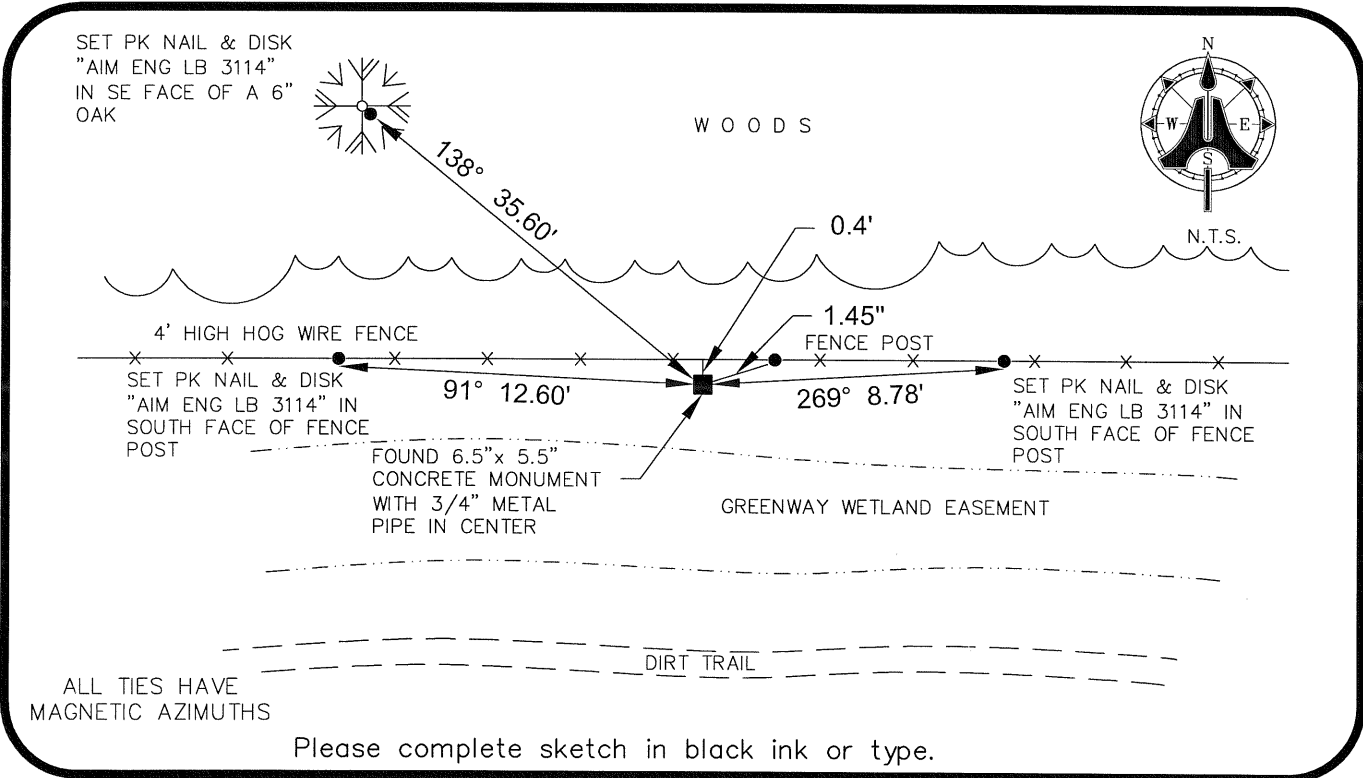 SET PK NAIL & DISK
"AIM ENG LB 3114"
IN SE FACE OF A 6"
OAK
WOODS
N
W
E
S
N.T.S.
138° 35.60'
0.4'
1.45"
4' HIGH HOG WIRE FENCE
FENCE POST
SET PK NAIL & DISK
"AIM ENG LB 3114" IN
SOUTH FACE OF FENCE
POST
91° 12.60'
269° 8.78'
SET PK NAIL & DISK
"AIM ENG LB 3114" IN
SOUTH FACE OF FENCE
POST
FOUND 6.5"x 5.5"
CONCRETE MONUMENT
WITH 3/4" METAL
PIPE IN CENTER
GREENWAY WETLAND EASEMENT
DIRT TRAIL
ALL TIES HAVE
MAGNETIC AZIMUTHS
Please complete sketch in black ink or type.